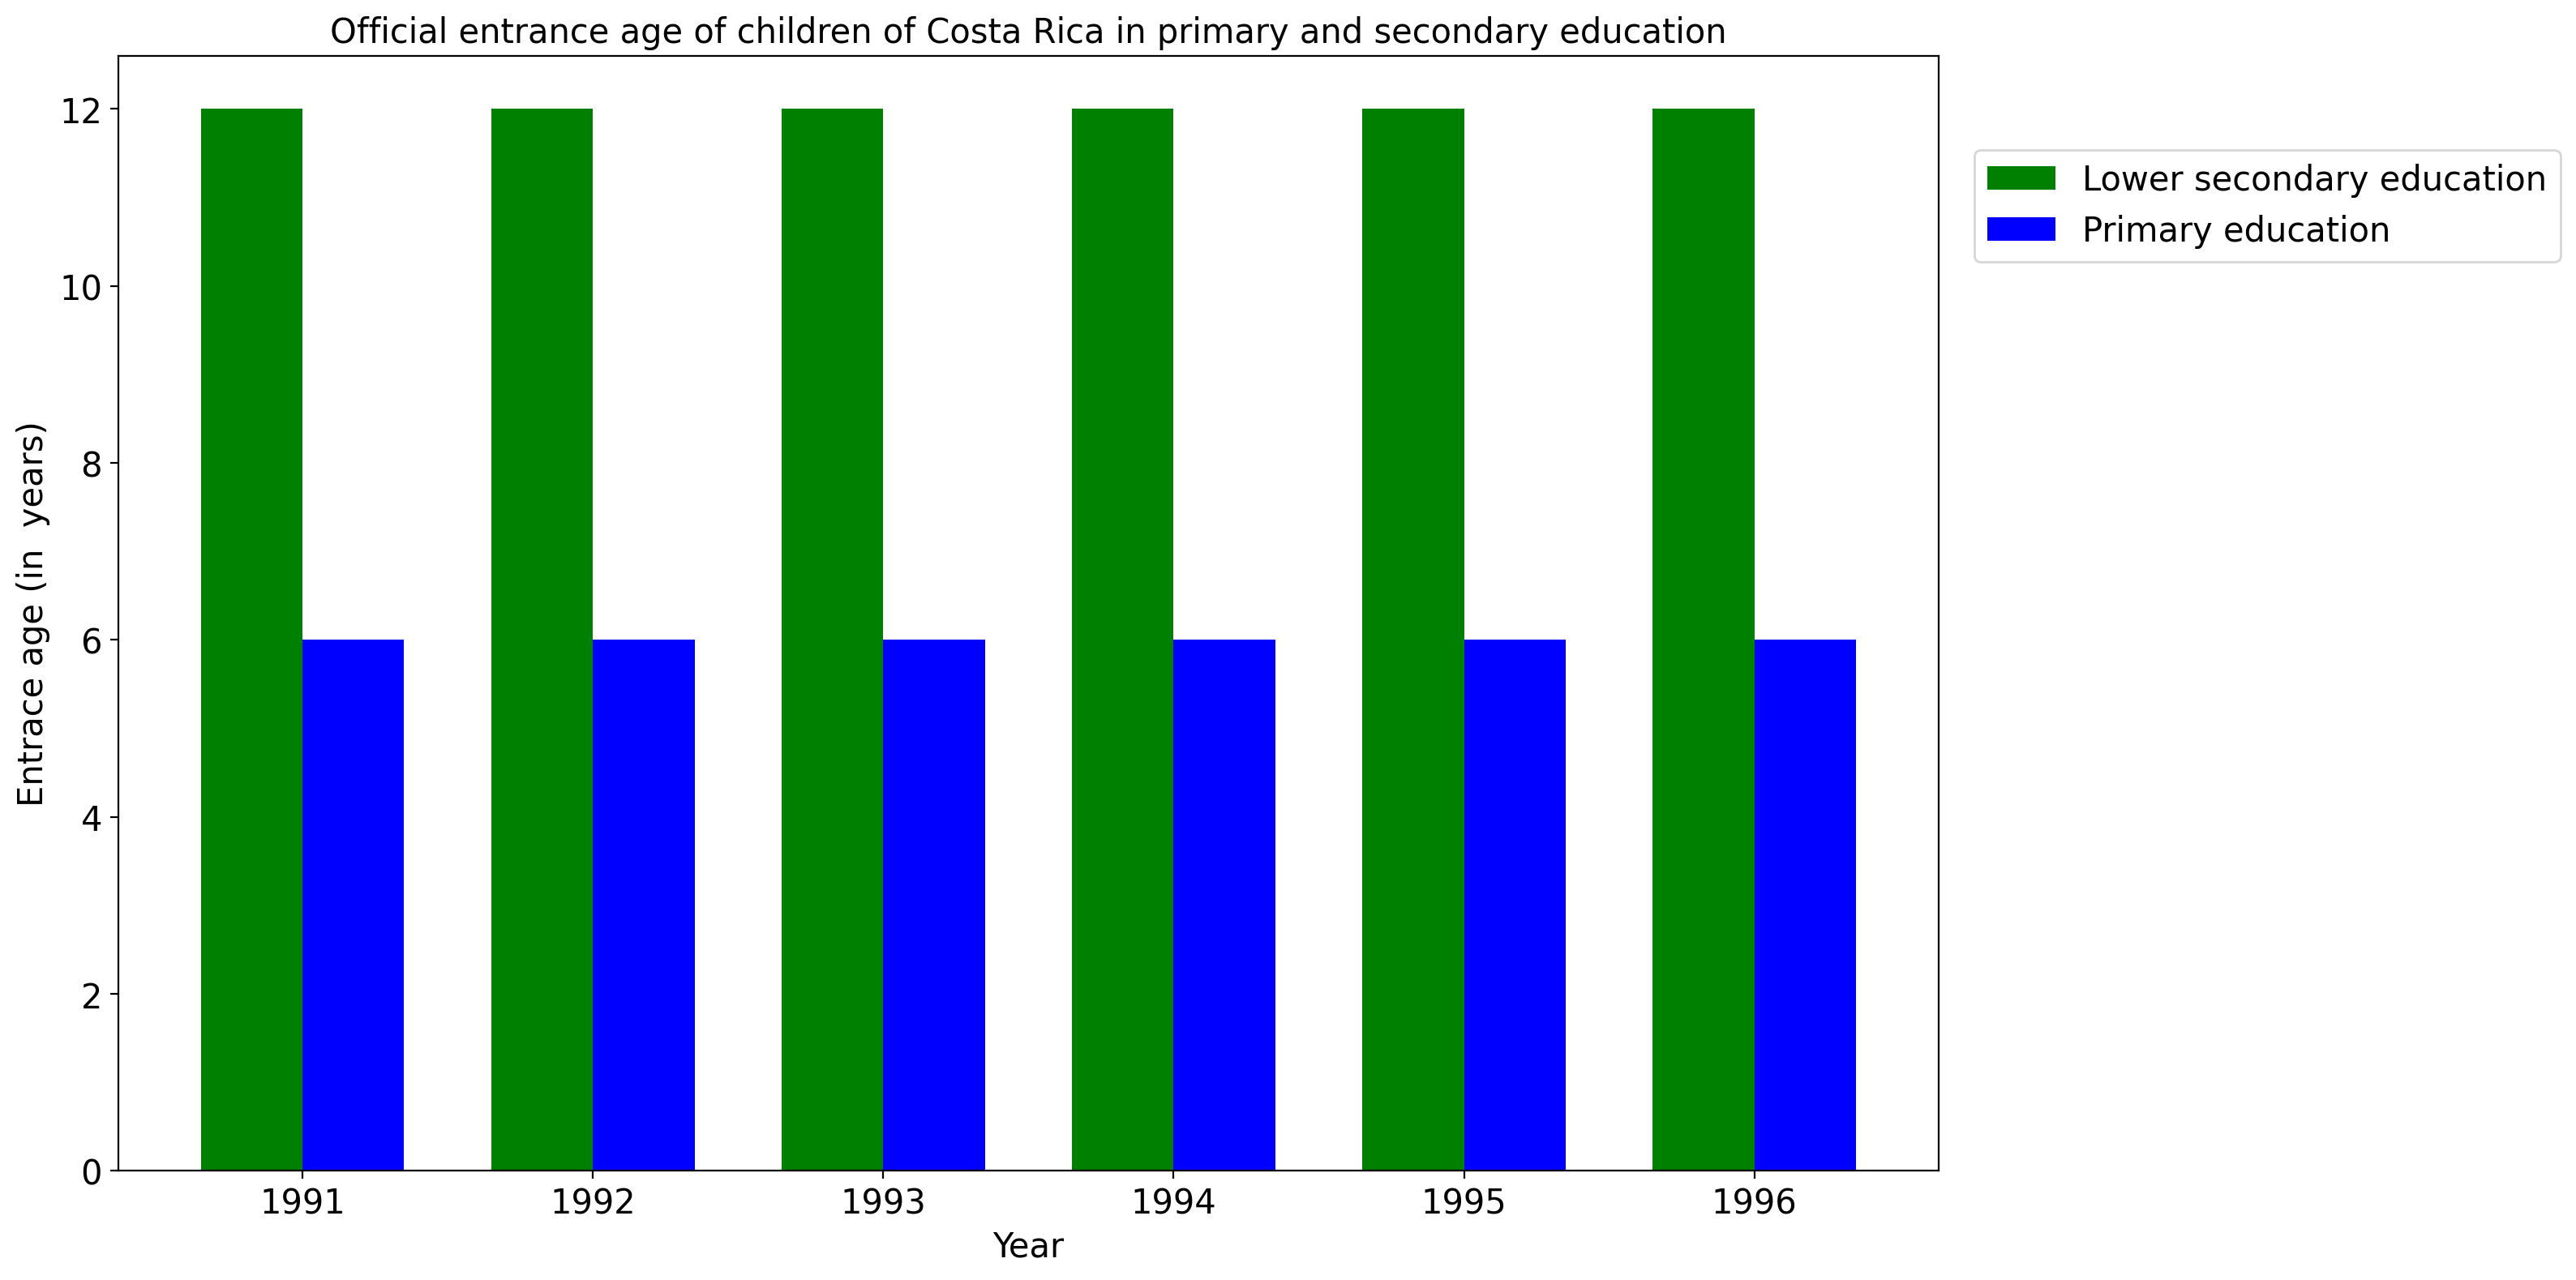 Official entrance age of children of Costa Rica in primary and secondary education
12
10
8
6
4
2
0
Entrace age (in  years)
1991 1992 1993 1994 1995 1996
Year
Lower secondary education
Primary education